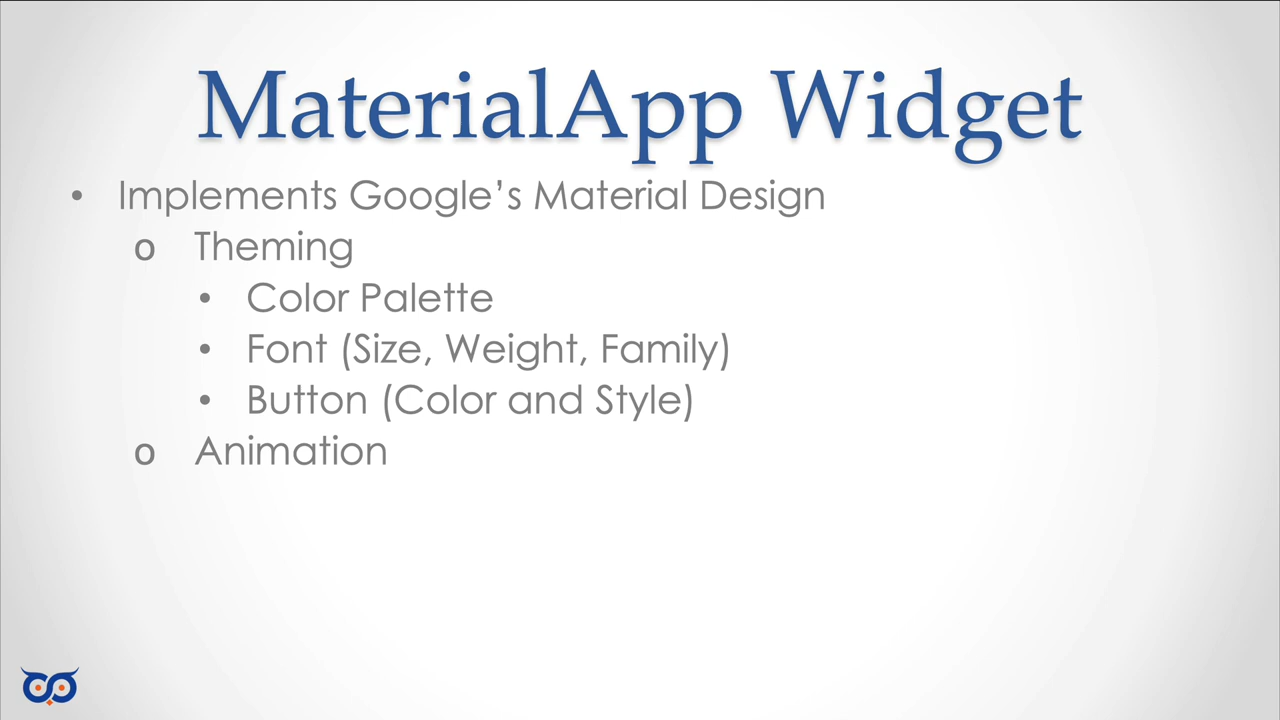 MaterialApp Widget
• Implements Google’s Material Design
o Theming
• Color Palette
• Font (Size, Weight, Family)
• Button (Color and Style)
o Animation